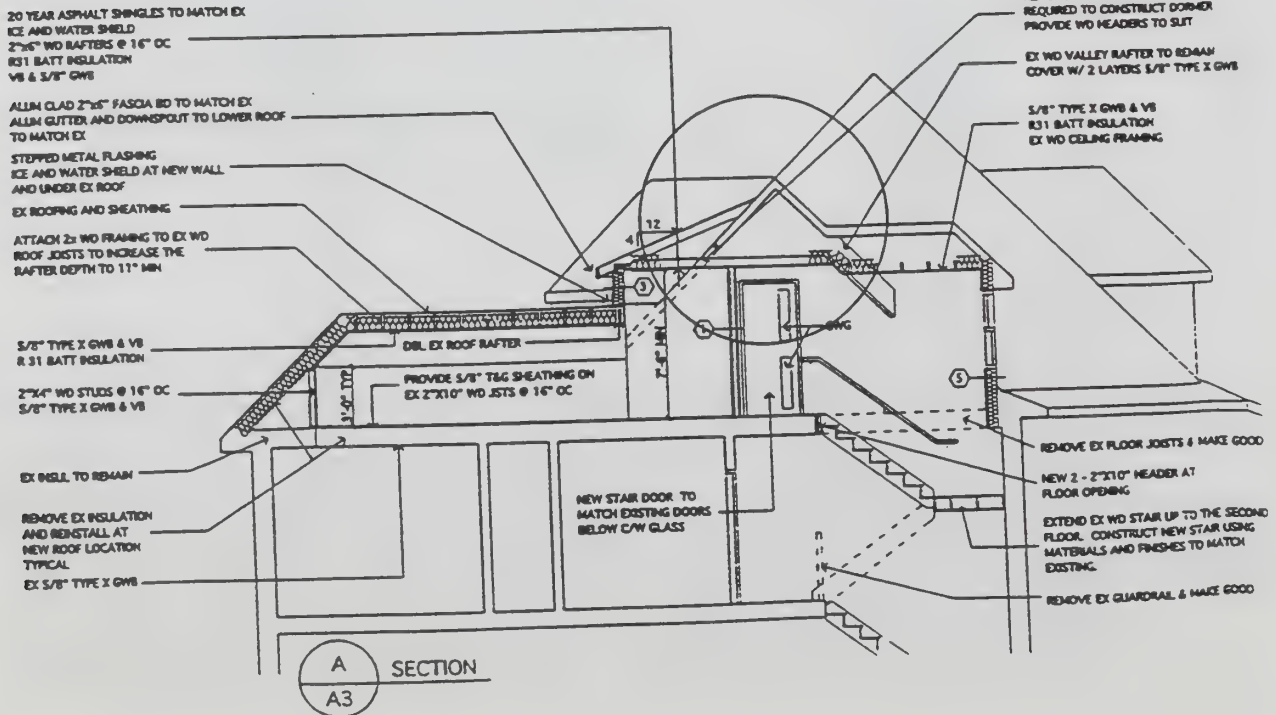 20 YEAR ASPHALT SHINGLES TO MATCH EX
ICE AND WATER SHIELD
2"x6" WD RAFTERS @ 16" OC
R31 BATT INSULATION
VB & 5/8" GWB
ALUM CLAD 2"x6" FASCIA BD TO MATCH EX
ALUM GUTTER AND DOWNSPOUT TO LOWER ROOF
TO MATCH EX
STEPPED METAL FLASHING
ICE AND WATER SHIELD AT NEW WALL
AND UNDER EX ROOF
EX ROOFING AND SHEATHING
ATTACH 2x WD FRAMING TO EX WD
ROOF JOISTS TO INCREASE THE
RAFTER DEPTH TO 11" MIN
5/8" TYPE X GWB & VB
R 31 BATT INSULATION
2"X4" WD STUDS @ 16" OC
5/8" TYPE X GWB & VB
EX INSUL TO REMAIN
REMOVE EX INSULATION
AND REINSTALL AT
NEW ROOF LOCATION
TYPICAL
EX 5/8" TYPE X GWB
4
12
3
DBL EX ROOF RAFTER
PROVIDE 5/8" T&G SHEATHING ON
EX 2"X10" WD JSTS @ 16" OC
TYP
MIN
GWG
5
NEW STAIR DOOR TO
MATCH EXISTING DOORS
BELOW C/W GLASS
REQUIRED TO CONSTRUCT DORMER
PROVIDE WD HEADERS TO SUIT
EX WD VALLEY RAFTER TO REMAIN
COVER W/ 2 LAYERS 5/8" TYPE X GWB
5/8" TYPE X GWB & VB
R31 BATT INSULATION
EX WD CEILING FRAMING
REMOVE EX FLOOR JOISTS & MAKE GOOD
NEW 2 - 2"X10" HEADER AT
FLOOR OPENING
EXTEND EX WD STAIR UP TO THE SECOND
FLOOR. CONSTRUCT NEW STAIR USING
MATERIALS AND FINISHES TO MATCH
EXISTING.
REMOVE EX GUARDRAIL & MAKE GOOD
A
A3
SECTION